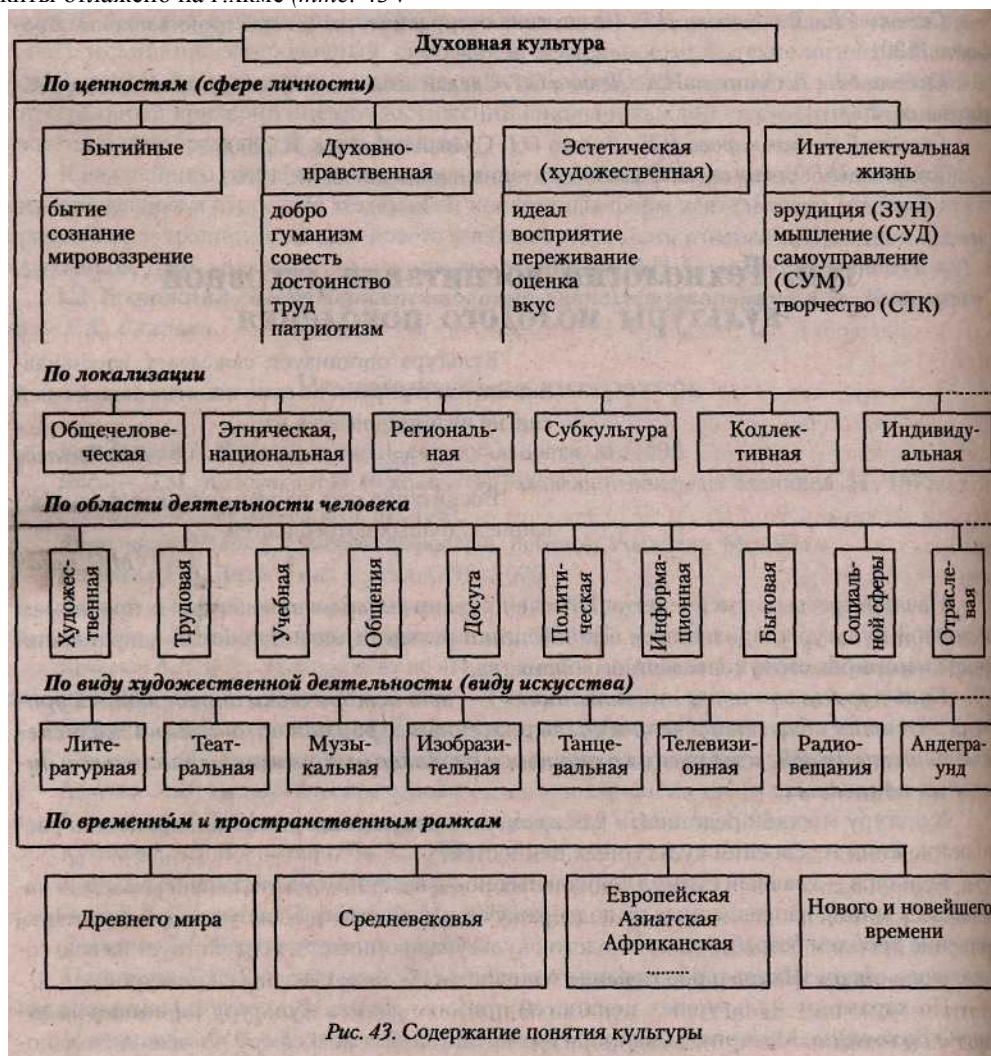 Духовная культура
По ценностям (сфере личности)
Бытийные
бытие
сознание
мировоззрение
Духовно-
нравственная
добро
гуманизм
совесть
достоинство
труд
патриотизм
Эстетическая
(художественная)
идеал
восприятие
переживание
оценка
вкус
Интеллектуальная
жизнь
эрудиция (ЗУН)
мышление (СУД)
самоуправление
(СУМ)
творчество (СТК)
По локализации
Общечелове-
ческая
Этническая,
национальная
Региональ-
ная
Субкультура
Коллек-
тивная
Индивиду-
альная
По области деятельности человека
Художес-
твенная
Трудовая
Учебная
Общения
Досуга
Полити-
ческая
Информа-
ционная
Бытовая
Социаль-
ной сферы
Отрасле-
вая
По виду художественной деятельности (виду искусства)
Лите-
ратурная
Теат-
ральная
Музы-
кальная
Изобрази-
тельная
Танце-
вальная
Телевизи-
онная
Радио-
вещания
Андегра-
унд
По временны́м и пространственным рамкам
Древнего мира
Средневековья
Европейская
Азиатская
Африканская
........
Нового и новейшего
времени
Рис. 43. Содержание понятия культуры